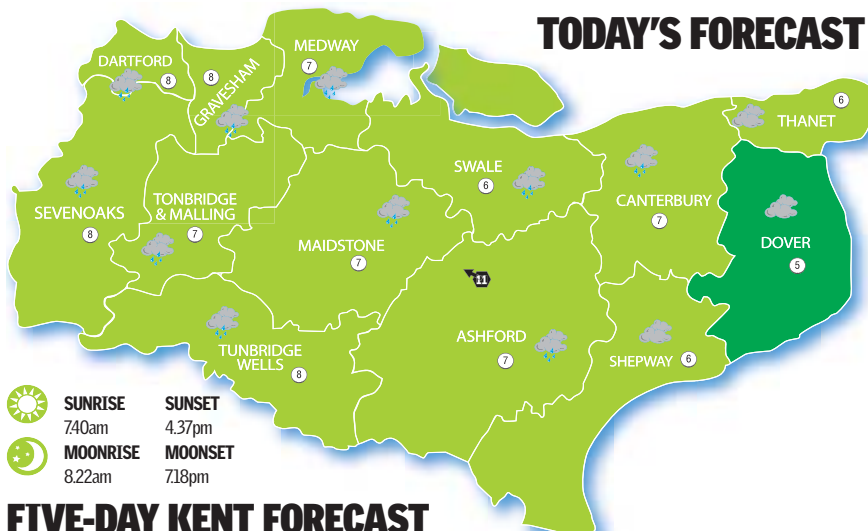 TODAY'S FORECAST
MEDWAY
7
DARTFORD
8
8
GRAVESHAM
6
THANET
SWALE
6
CANTERBURY
7
SEVENOAKS
8
TONBRIDGE
& MALLING
7
MAIDSTONE
7
DOVER
5
11
ASHFORD
7
SHEPWAY 6
TUNBRIDGE
WELLS 8
SUNRISE SUNSET
7.40am 4.37pm
MOONRISE MOONSET
8.22am 7.18pm
FIVE-DAY KENT FORECAST